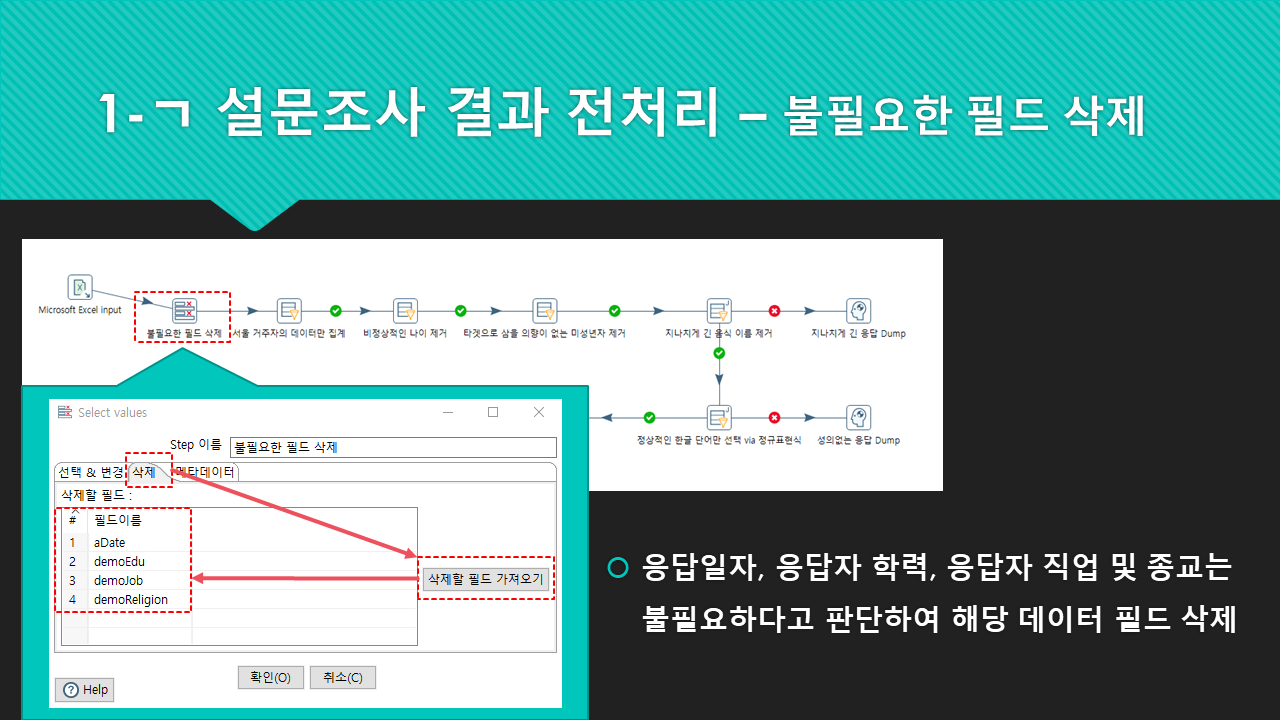 1-ㄱ 설문조사 결과 전처리 – 불필요한 필드 삭제
Microsoft Excel Input
불필요한 필드 삭제
서울 거주자의 데이터만 집계
비정상적인 나이 제거
타겟으로 삼을 의향이 없는 미성년자 제거
지나치게 긴 음식 이름 제거
지나치게 긴 응답 Dump
정상적인 한글 단어만 선택 via 정규표현식
성의없는 응답 Dump
Select values
Step 이름
불필요한 필드 삭제
선택 & 변경
삭제
메타데이터
삭제할 필드 :
# 필드이름
1 aDate
2 demoEdu
3 demoJob
4 demoReligion
삭제할 필드 가져오기
확인(O)
취소(C)
Help
응답일자, 응답자 학력, 응답자 직업 및 종교는
불필요하다고 판단하여 해당 데이터 필드 삭제